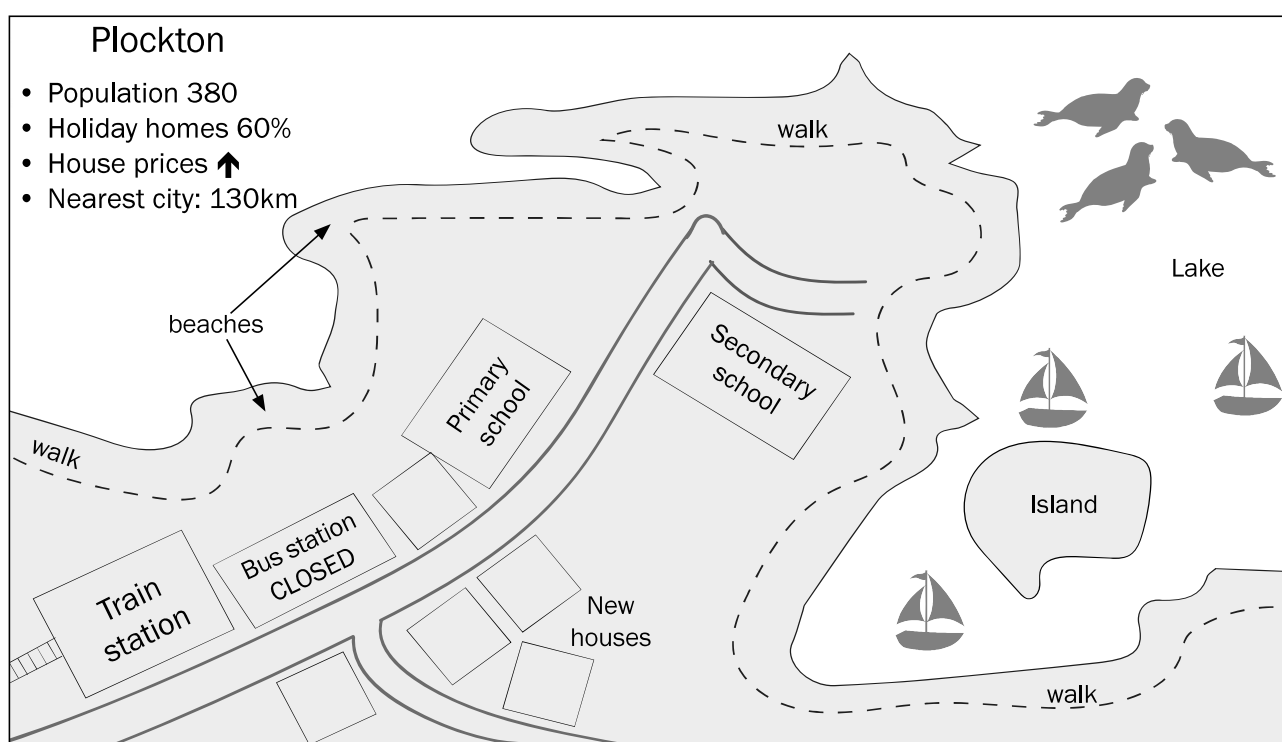 Plockton
• Population 380
• Holiday homes 60%
• House prices ↑
• Nearest city: 130km
walk
Lake
beaches
Primary
school
Secondary
school
walk
Island
Bus station
CLOSED
Train
station
New
houses
walk